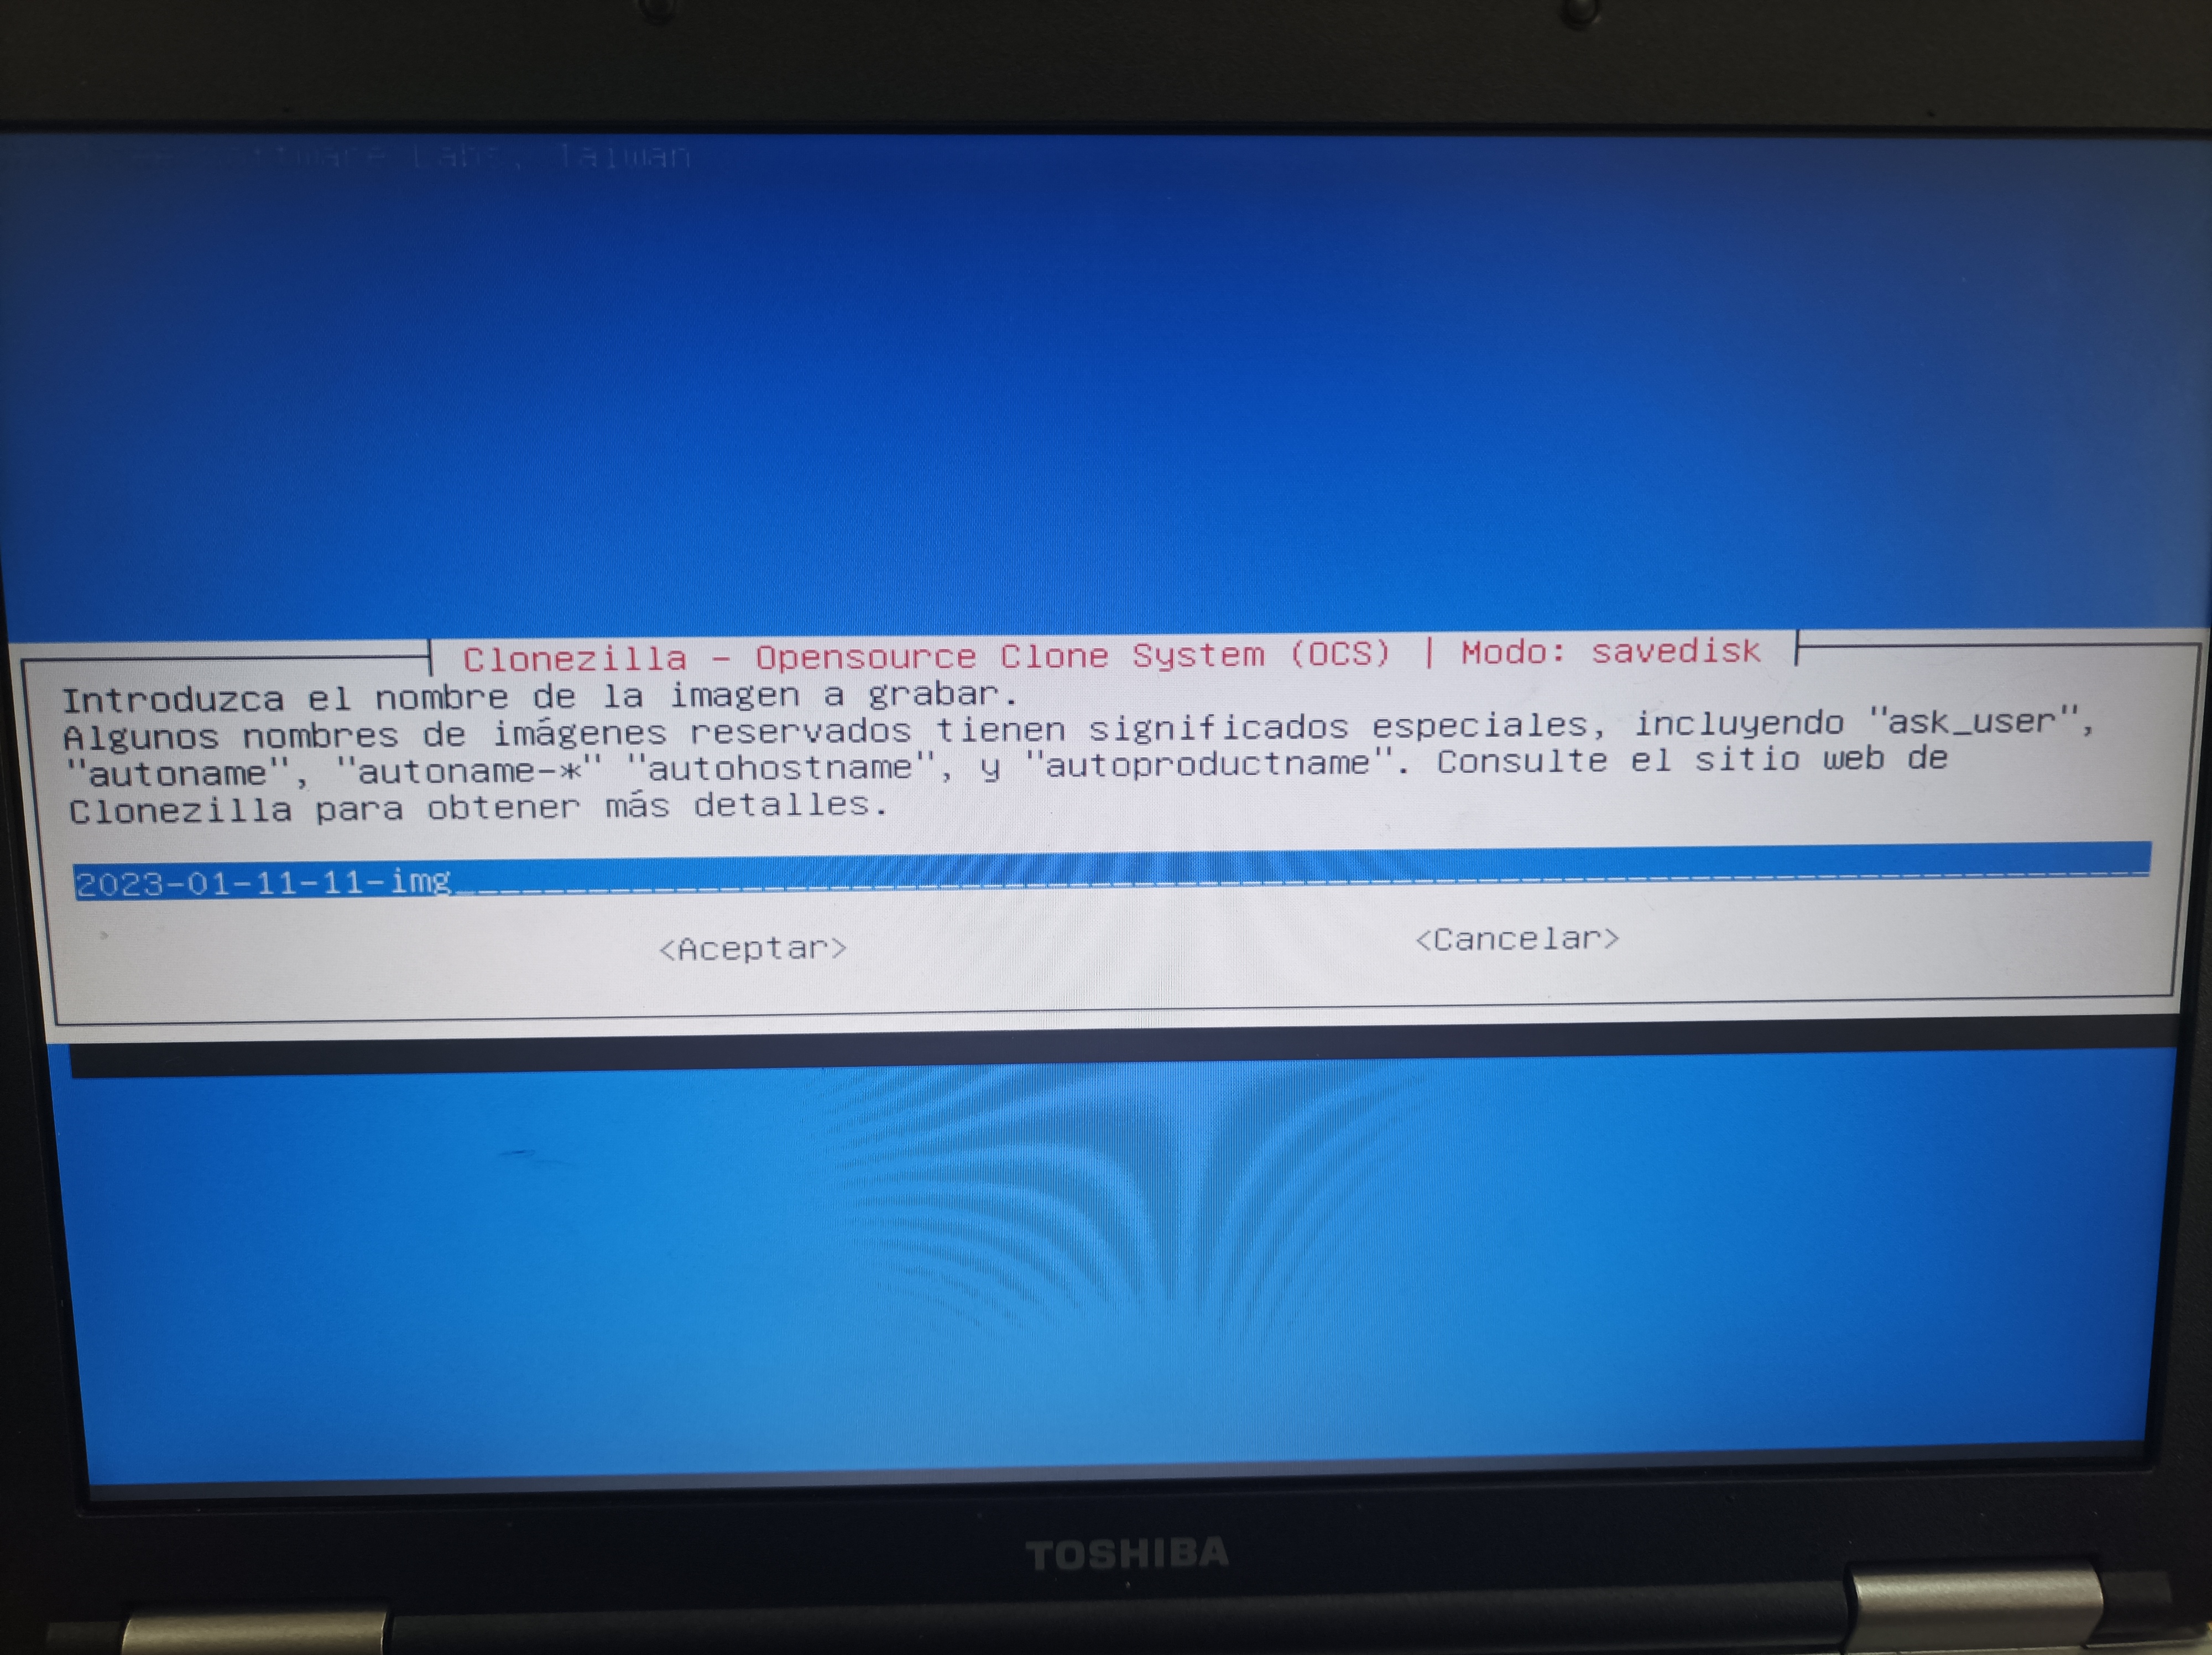 Labs, Taiwan
Clonezilla - Opensource Clone System (OCS) | Modo: savedisk
Introduzca el nombre de la imagen a grabar.
Algunos nombres de imágenes reservados tienen significados especiales, incluyendo "ask_user",
"autoname", "autoname-*" "autohostname", y "autoproductname". Consulte el sitio web de
Clonezilla para obtener más detalles.
2023-01-11-11-img
<Aceptar> <Cancelar>
TOSHIBA